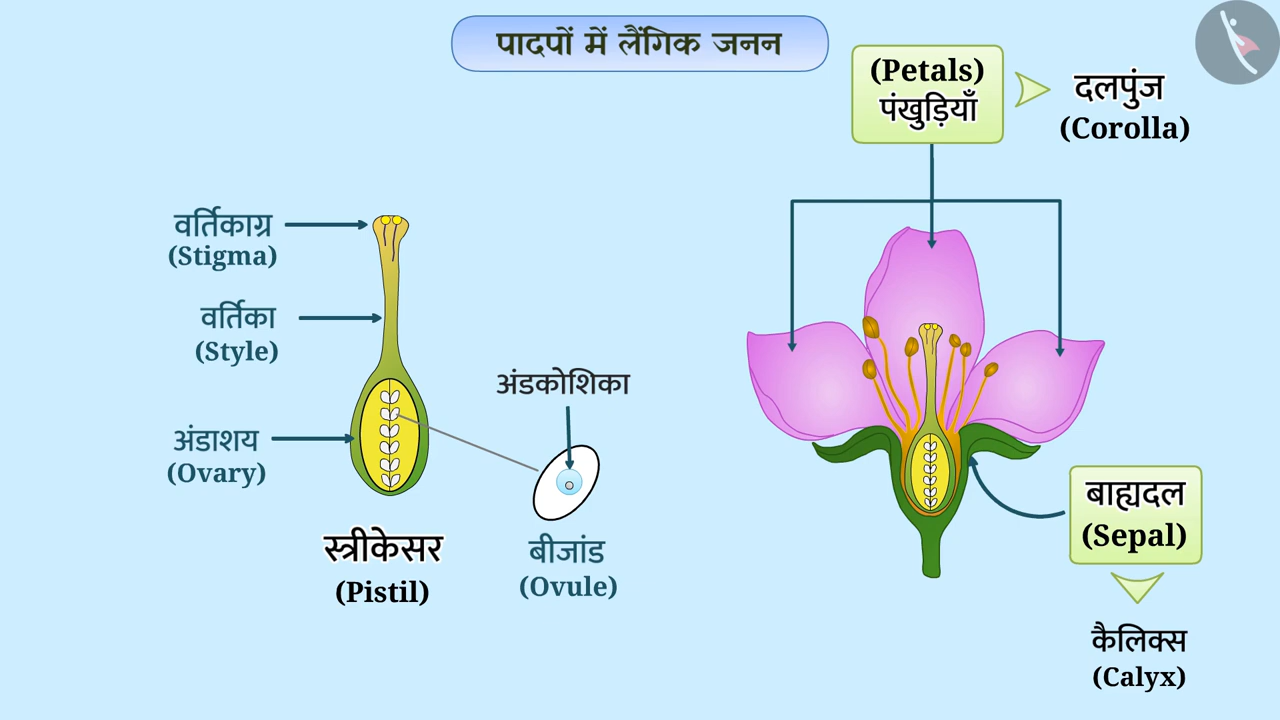 पादपों में लैंगिक जनन
(Petals)
पंखुड़ियाँ
दलपुंज
(Corolla)
वर्तिकाग्र
(Stigma)
वर्तिका
(Style)
अंडाशय
(Ovary)
अंडकोशिका
स्त्रीकेसर
(Pistil)
बीजांड
(Ovule)
बाह्यदल
(Sepal)
कैलिक्स
(Calyx)